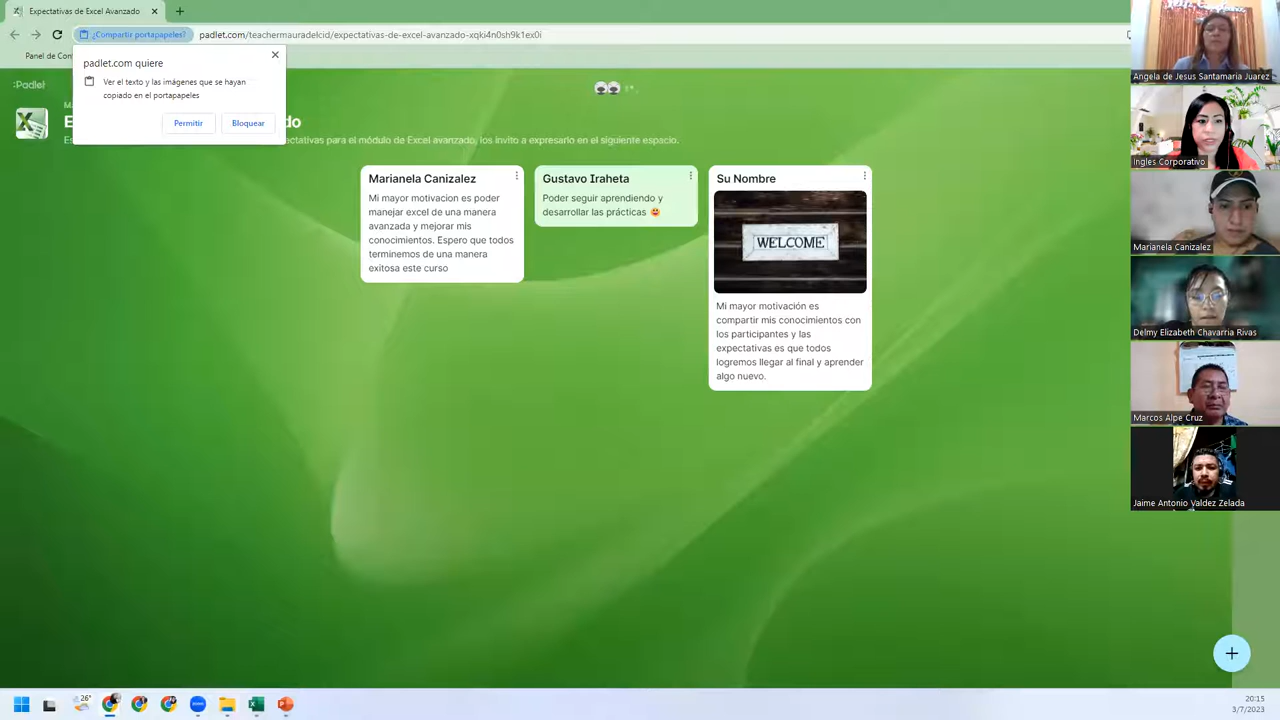 Expectativas de Excel Avanzado
¿Compartir portapapeles?
padlet.com/teachermauradelcid/expectativas-de-excel-avanzado-xqki4n0sh9k1ex0i
Panel de Con
padlet.com quiere
Ver el texto y las imágenes que se hayan
copiado en el portapapeles
Permitir
Bloquear
:Padlet
do
ectativas para el módulo de Excel avanzado, los invito a expresarlo en el siguiente espacio.
Marianela Canizalez
Mi mayor motivacion es poder
manejar excel de una manera
avanzada y mejorar mis
conocimientos. Espero que todos
terminemos de una manera
exitosa este curso
Gustavo Iraheta
Poder seguir aprendiendo y
desarrollar las prácticas 😃
Su Nombre
WELCOME
Mi mayor motivación es
compartir mis conocimientos con
los participantes y las
expectativas es que todos
logremos llegar al final y aprender
algo nuevo.
Angela de Jesus Santamaria Juarez
Ingles Corporativo
Marianela Canizalez
Delmy Elizabeth Chavarria Rivas
Marcos Alpe Cruz
Jaime Antonio Valdez Zelada
26°
zoom
20:15
3/7/2023